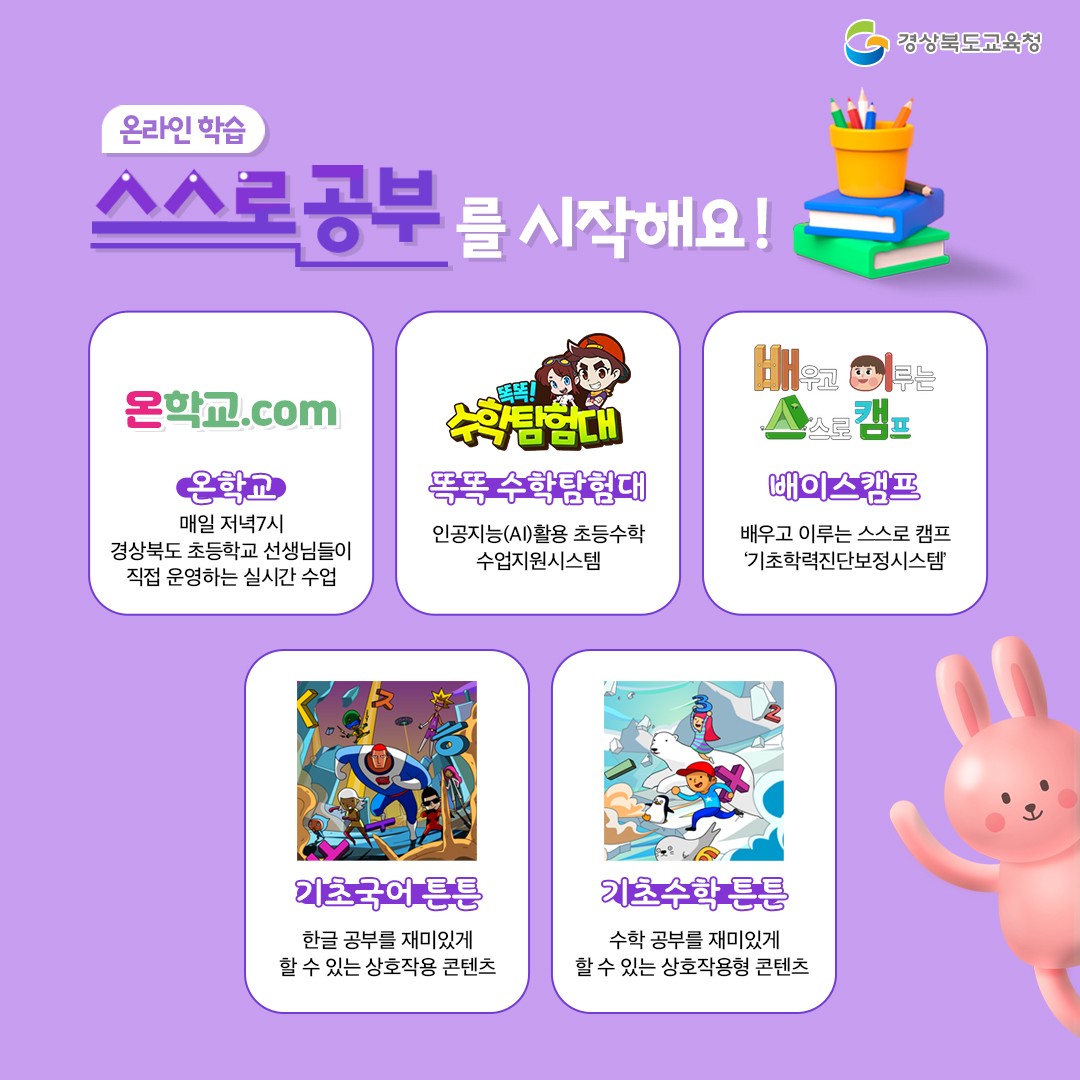 경상북도교육청
온라인 학습
스스로공부를 시작해요!
온학교.com
온학교
매일 저녁7시
경상북도 초등학교 선생님들이
직접 운영하는 실시간 수업
똑똑!
수학탐험대
똑똑 수학탐험대
인공지능(AI)활용 초등수학
수업지원시스템
배우고 이루는
스스로캠프
배이스캠프
배우고 이루는 스스로 캠프
‘기초학력진단보정시스템’
기초국어 튼튼
한글 공부를 재미있게
할 수 있는 상호작용 콘텐츠
3
2
기초수학 튼튼
수학 공부를 재미있게
할 수 있는 상호작용형 콘텐츠